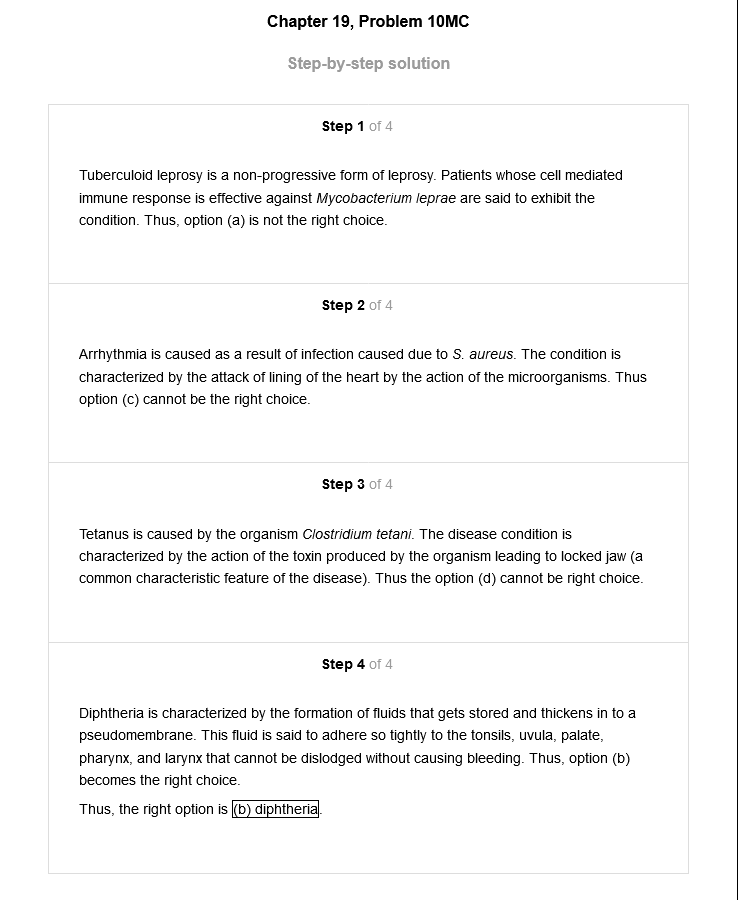 Chapter 19, Problem 10MC
Step-by-step solution
Step 1 of 4
Tuberculoid leprosy is a non-progressive form of leprosy. Patients whose cell mediated
immune response is effective against Mycobacterium leprae are said to exhibit the
condition. Thus, option (a) is not the right choice.
Step 2 of 4
Arrhythmia is caused as a result of infection caused due to S. aureus. The condition is
characterized by the attack of lining of the heart by the action of the microorganisms. Thus
option (c) cannot be the right choice.
Step 3 of 4
Tetanus is caused by the organism Clostridium tetani. The disease condition is
characterized by the action of the toxin produced by the organism leading to locked jaw (a
common characteristic feature of the disease). Thus the option (d) cannot be right choice.
Step 4 of 4
Diphtheria is characterized by the formation of fluids that gets stored and thickens in to a
pseudomembrane. This fluid is said to adhere so tightly to the tonsils, uvula, palate,
pharynx, and larynx that cannot be dislodged without causing bleeding. Thus, option (b)
becomes the right choice.
Thus, the right option is (b) diphtheria.